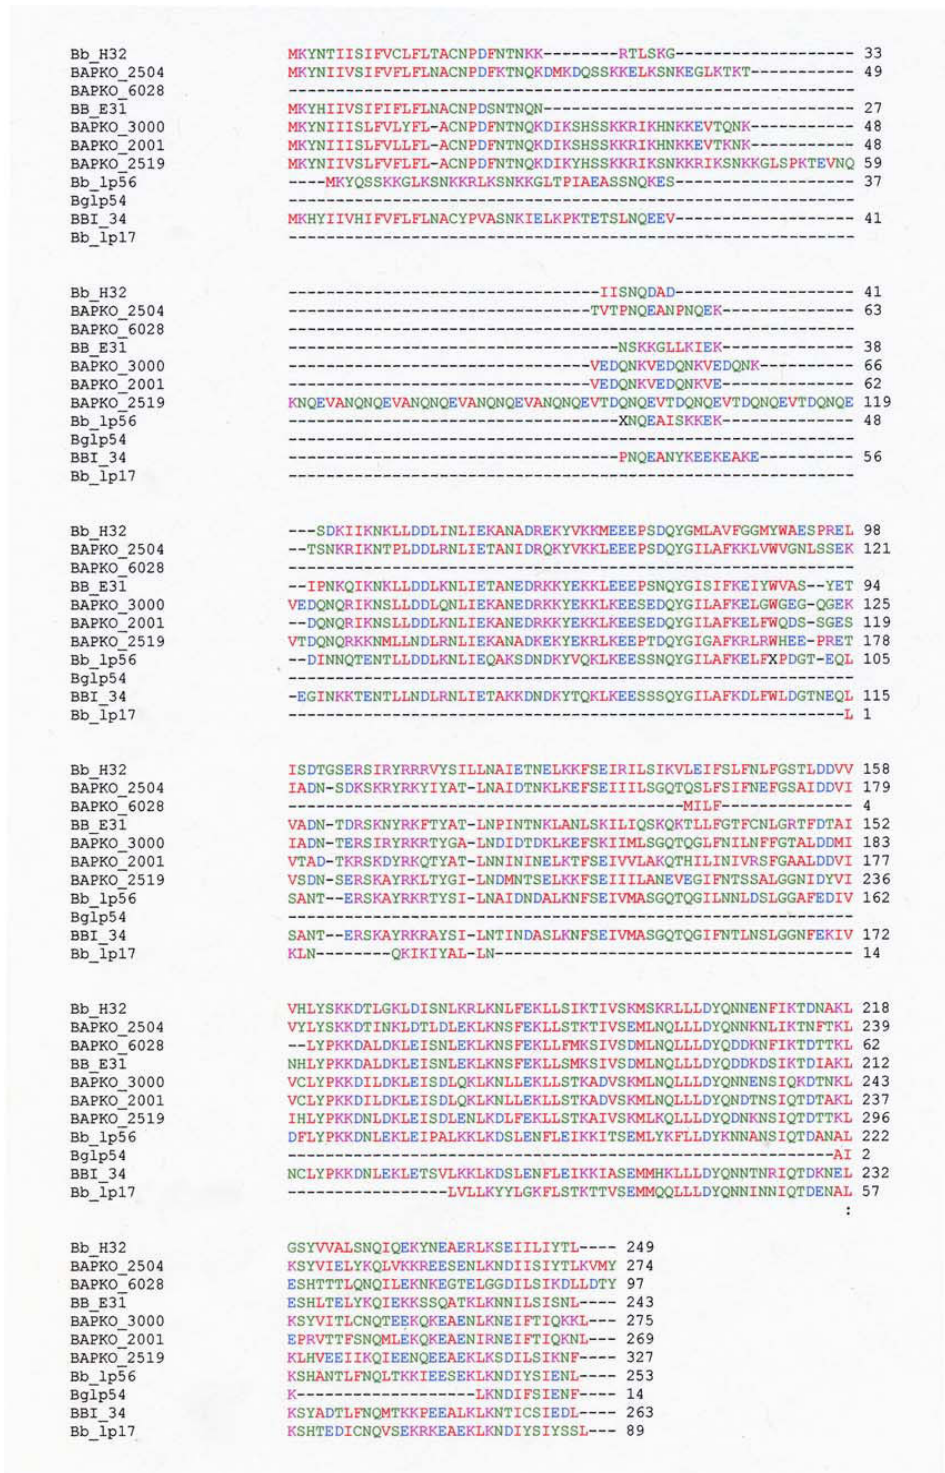 Bb_H32 MKYNTIISIFVCLFLTACNPDFNTNKK--------RTLSKG------------------- 33
BAPKO_2504 MKYNIIVSIFVFLFLNACNPDFKTNQKDMKDQSSKKELKSNKEGLKTKT----------- 49
BAPKO_6028 ------------------------------------------------------------
BB_E31 MKYHIIVSIFIFLFLNACNPDSNTNQN--------------------------------- 27
BAPKO_3000 MKYNIIISLFVLYFL-ACNPDFNTNQKDIKSHSSKKRIKHNKKEVTQNK----------- 48
BAPKO_2001 MKYNIIISLFVLLFL-ACNPDFNTNQKDIKSHSSKKRIKHNKKEVTKNK----------- 48
BAPKO_2519 MKYNIIVSLFVFLFL-ACNPDFNTNQKDIKYHSSKKRIKSNKKRIKSNKKGLSPKTEVNQ 59
Bb_lp56 ----MKYQSSKKGLKSNKKRLKSNKKGLTPIAEASSNQKES------------------- 37
Bglp54 ------------------------------------------------------------
BBI_34 MKHYIIVHIFVFLFLNACYPVASNKIELKPKTETSLNQEEV------------------- 41
Bb_lp17 ------------------------------------------------------------
Bb_H32 ---------------------------------IISNQDAD------------------- 41
BAPKO_2504 --------------------------------TVTPNQEANPNQEK-------------- 63
BAPKO_6028 ------------------------------------------------------------
BB_E31 -----------------------------------NSKKGLLKIEK-------------- 38
BAPKO_3000 --------------------------------VEDQNKVEDQNKVEDQNK---------- 66
BAPKO_2001 --------------------------------VEDQNKVEDQNKVE-------------- 62
BAPKO_2519 KNQEVANQNQEVANQNQEVANQNQEVANQNQEVTDQNQEVTDQNQEVTDQNQEVTDQNQE 119
Bb_lp56 -----------------------------------XNQEAISKKEK-------------- 48
Bglp54 ------------------------------------------------------------
BBI_34 -----------------------------------PNQEANYKEEKEAKE---------- 56
Bb_lp17 ------------------------------------------------------------
Bb_H32 ---SDKIIKNKLLDDLINLIEKANADREKYVKKMEEEPSDQYGMLAVFGGMYWAESPREL 98
BAPKO_2504 --TSNKRIKNTPLDDLRNLIETANIDRQKYVKKLEEEPSDQYGILAFKKLVWVGNLSSEK 121
BAPKO_6028 ------------------------------------------------------------
BB_E31 --IPNKQIKNKLLDDLKNLIETANEDRKKYEKKLEEEPSNQYGISIFKEIYWVAS--YET 94
BAPKO_3000 VEDQNQRIKNSLLDDLQNLIEKANEDRKKYEKKLEKESEDQYGILAFKELGWGEG-QGEK 125
BAPKO_2001 --DQNQRIKNSLLDDLKNLIEKANEDRKKYVKKLEEESEDQYGILAFKELFWQDS-SGES 119
BAPKO_2519 VTDQNQRKKNMLLNDLRNLIEKANADKEKYEKRLKEEPTDQYGIGAFKRLRWHEE-PRET 178
Bb_lp56 --DINNQTENTLLDDLKNLIEQAKSDNDKYVQKLKEESSNQYGILAFKELFXPDGT-EQL 105
Bglp54 ------------------------------------------------------------
BBI_34 -EGINKKTENTLLNDLRNLIETAKKDNDKYTQKLKEESSSQYGILAFKDLFWLDGTNEQL 115
Bb_lp17 -----------------------------------------------------------L 1
Bb_H32 ISDTGSERSIRYRRRVYSILLNAIETNELKKFSEIRILSIKVLEIFSLFNLFGSTLDDVV 158
BAPKO_2504 IADN-SDKSKRYRKYIYAT-LNAIDTNKLKEFSEIIIILSGQTQSLFSIFNEFGSAIDDVI 179
BAPKO_6028 ------------------------------------------MILF-------------- 4
BB_E31 VADN-TDRSKNYRKFTYAT-LNPINTNKLANLSKILIQSKQKTLLFGTFCNLGRTFDTAI 152
BAPKO_3000 IADN-TERSIRYRKQTYGA-LNDIDTDKLKEFSKIIMLSGQTQGLFNILNFFGTALDDMI 183
BAPKO_2001 VTAD-TKRSKDYRKQTYAT-LNNININELKTFSEIVVLAKQTHILINIVRSFGAALDDVI 177
BAPKO_2519 VSDN-SERSKAYRKLTYGI-LNDMNTSELKKFSEIIILANEVEGIFNTSSALGGNIDYVI 236
Bb_lp56 SANT--ERSKAYRKRTYSI-LNAIDNDALKNFSEIVMASGQTQGILNNLDSLGGAFEDIV 162
Bglp54 ------------------------------------------------------------
BBI_34 SANT--ERSKAYRKRAYSI-LNTINDASLKNFSEIVMASGQTQGIFNTLNSLGGNFEKIV 172
Bb_lp17 KLN--------QKIKIYAL-LN-------------------------------------- 14
Bb_H32 VHLYSKKDTLGKLDISNLKRLKNLFEKLLSIKTIVSKMSKRLLLDYQNNENFIKTDNAKL 218
BAPKO_2504 VYLYSKKDTINKLDTLDLEKLKNSFEKLLSIKTIVSEMLNQLLLDYQNNKNLIKTNFTKL 239
BAPKO_6028 --LYPKKDALDKLEISNLEKLKNSFEKLLFMKSIVSDMLNQLLLDYQDDKNFIKTDTTKL 62
BB_E31 NHLYPKKDALDKLEISNLEKLKNSFEKLLSMKSIVSDMLNQLLLDYQDDKDSIKTDIAKL 212
BAPKO_3000 VCLYPKKDILDKLEISDLQKLKNLLEKLLSTKADVSKMLNQLLLDYQNNENSIQKDTNKL 243
BAPKO_2001 VCLYPKKDILDKLEISDLQKLKNLLEKLLSTKADVSKMLNQLLLDYQNDTNSIQTDTAKL 237
BAPKO_2519 IHLYPKKDNLDKLEISDLENLKDLFEKLLSTKAIVSKMLKQLLLDYQDNKNSIQTDTTKL 296
Bb_lp56 DFLYPKKDNLEKLEIPALKKLKDSLENFLEIKKITSEMLYKFLLDYKNNANSIQTDANAL 222
Bglp54 ----------------------------------------------------------AI 2
BBI_34 NCLYPKKDNLEKLETSVLKKLKDSLENFLEIKKIASEMMHKLLLDYQNNTNRIQTDKNEL 232
Bb_lp17 -----------------LVLLKYYLGKFLSTKTTVSEMMQQLLLDYQNNINNIQTDENAL 57
:
Bb_H32 GSYVVALSNQIQEKYNEAERLKSEIILIYTL---- 249
BAPKO_2504 KSYVIELYKQLVKKREESENLKNDIISIYTLKVMY 274
BAPKO_6028 ESHTTTLQNQILEKNKEGTELGGDILSIKDLLDTY 97
BB_E31 ESHLTELYKQIEKKSSQATKLKNNILSISNL---- 243
BAPKO_3000 KSYVITLCNQTEEKQKEAENLKNEIFTIQKKL--- 275
BAPKO_2001 EPRVTTFSNQMLEKQKEAENIRNEIFTIQKNL--- 269
BAPKO_2519 KLHVEEIIKQIEENQEEAEKLKSDILSIKNF---- 327
Bb_lp56 KSHANTLFNQLTKKIEESEKLKNDIYSIENL---- 253
Bglp54 K--------------------LKNDIFSIENF---- 14
BBI_34 KSYADTLFNQMTKKPEEALKLKNTICSIEDL---- 263
Bb_lp17 KSHTEDICNQVSEKRKEAEKLKNDIYSIYSSL--- 89